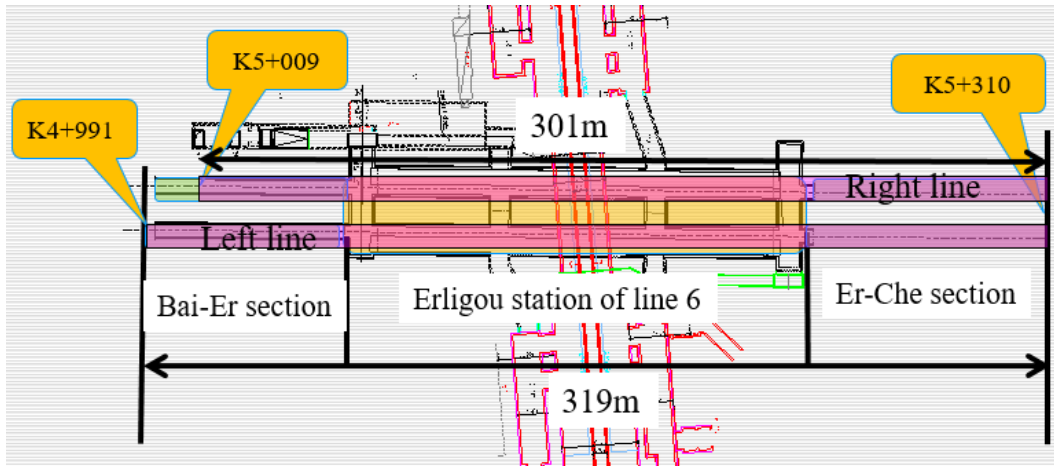 K5+009
K5+310
K4+991
301m
Right line
Left line
Bai-Er section
Erligou station of line 6
Er-Che section
319m